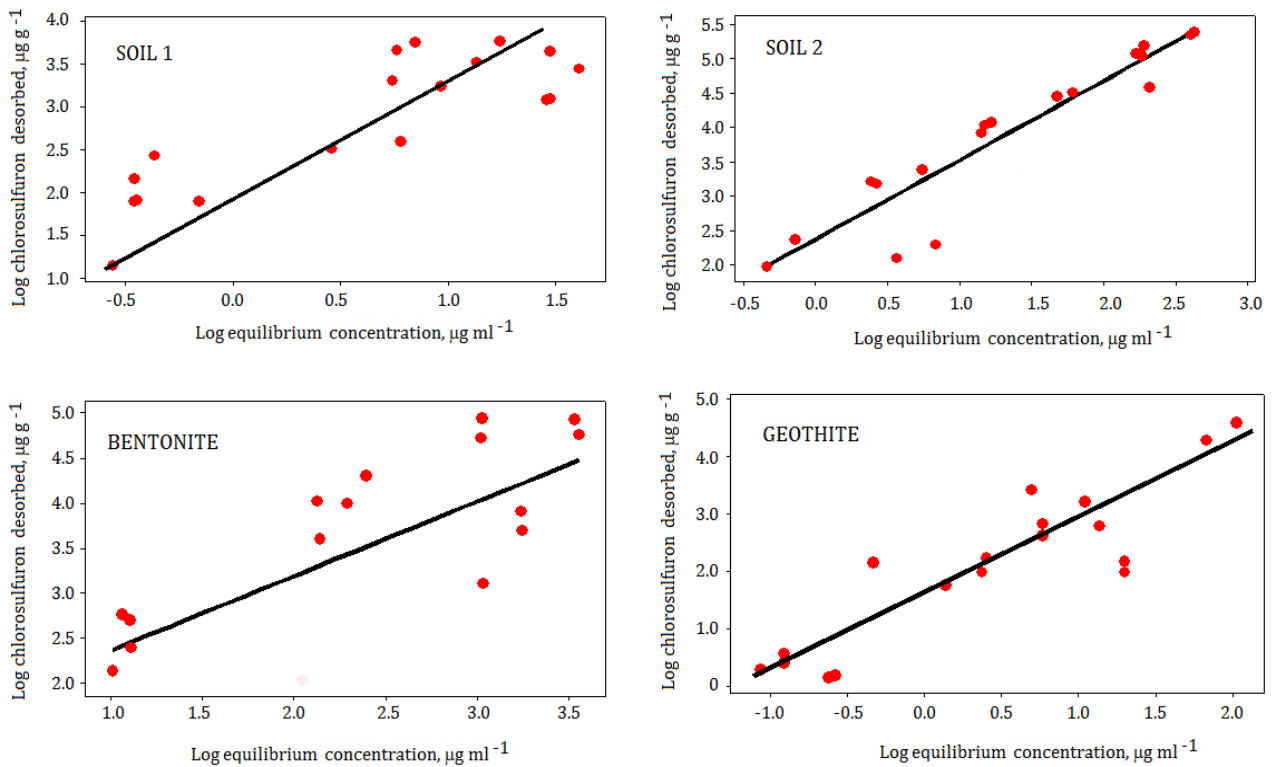 SOIL 1
Log chlorosulfuron desorbed, µg g -1
4.0
3.5
3.0
2.5
2.0
1.5
1.0
-0.5 0.0 0.5 1.0 1.5
Log equilibrium concentration, µg ml -1
SOIL 2
Log chlorosulfuron desorbed, µg g -1
5.5
5.0
4.5
4.0
3.5
3.0
2.5
2.0
-0.5 0.0 0.5 1.0 1.5 2.0 2.5 3.0
Log equilibrium concentration, µg ml -1
BENTONITE
Log chlorosulfuron desorbed, µg g -1
5.0
4.5
4.0
3.5
3.0
2.5
2.0
1.0 1.5 2.0 2.5 3.0 3.5
Log equilibrium concentration, µg ml -1
GEOTHITE
Log chlorosulfuron desorbed, µg g -1
5.0
4.0
3.0
2.0
1.0
0
-1.0 -0.5 0.0 0.5 1.0 1.5 2.0
Log equilibrium concentration, µg ml -1